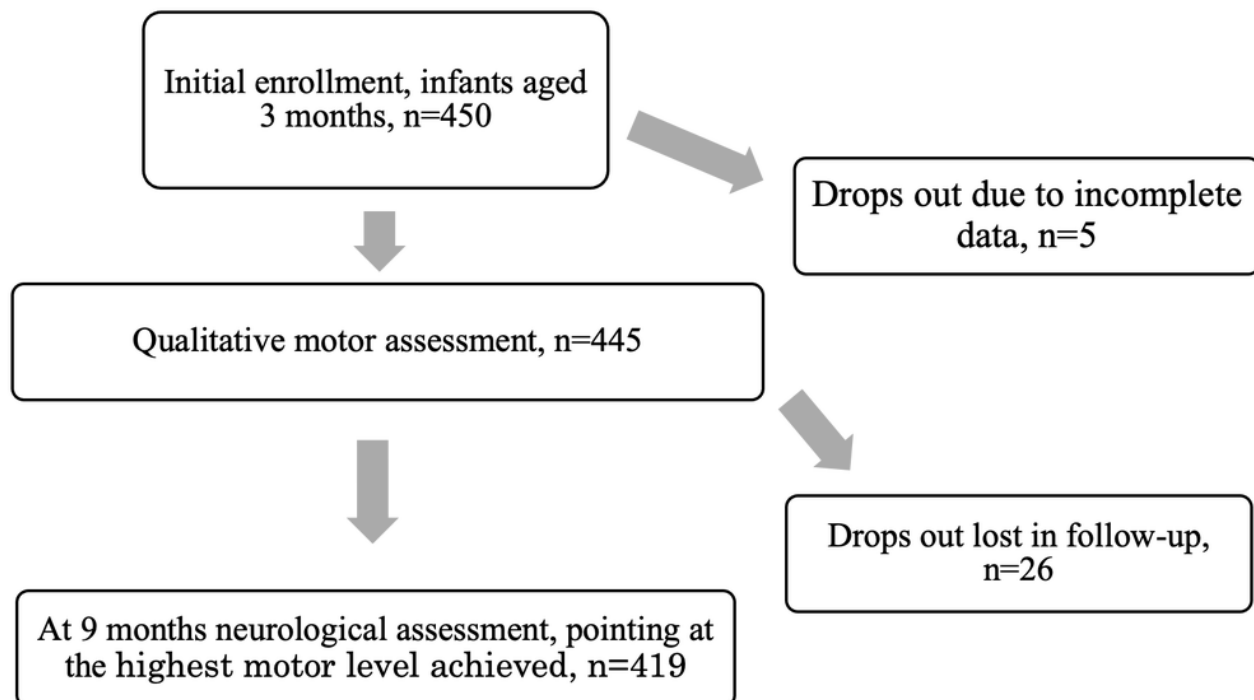 Initial enrollment, infants aged
3 months, n=450
Drops out due to incomplete
data, n=5
Qualitative motor assessment, n=445
Drops out lost in follow-up,
n=26
At 9 months neurological assessment, pointing at
the highest motor level achieved, n=419